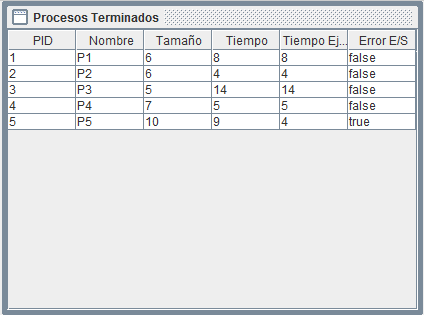 Procesos Terminados
PID Nombre Tamaño Tiempo Tiempo Ej... Error E/S
1 P1 6 8 8 false
2 P2 6 4 4 false
3 P3 5 14 14 false
4 P4 7 5 5 false
5 P5 10 9 4 true